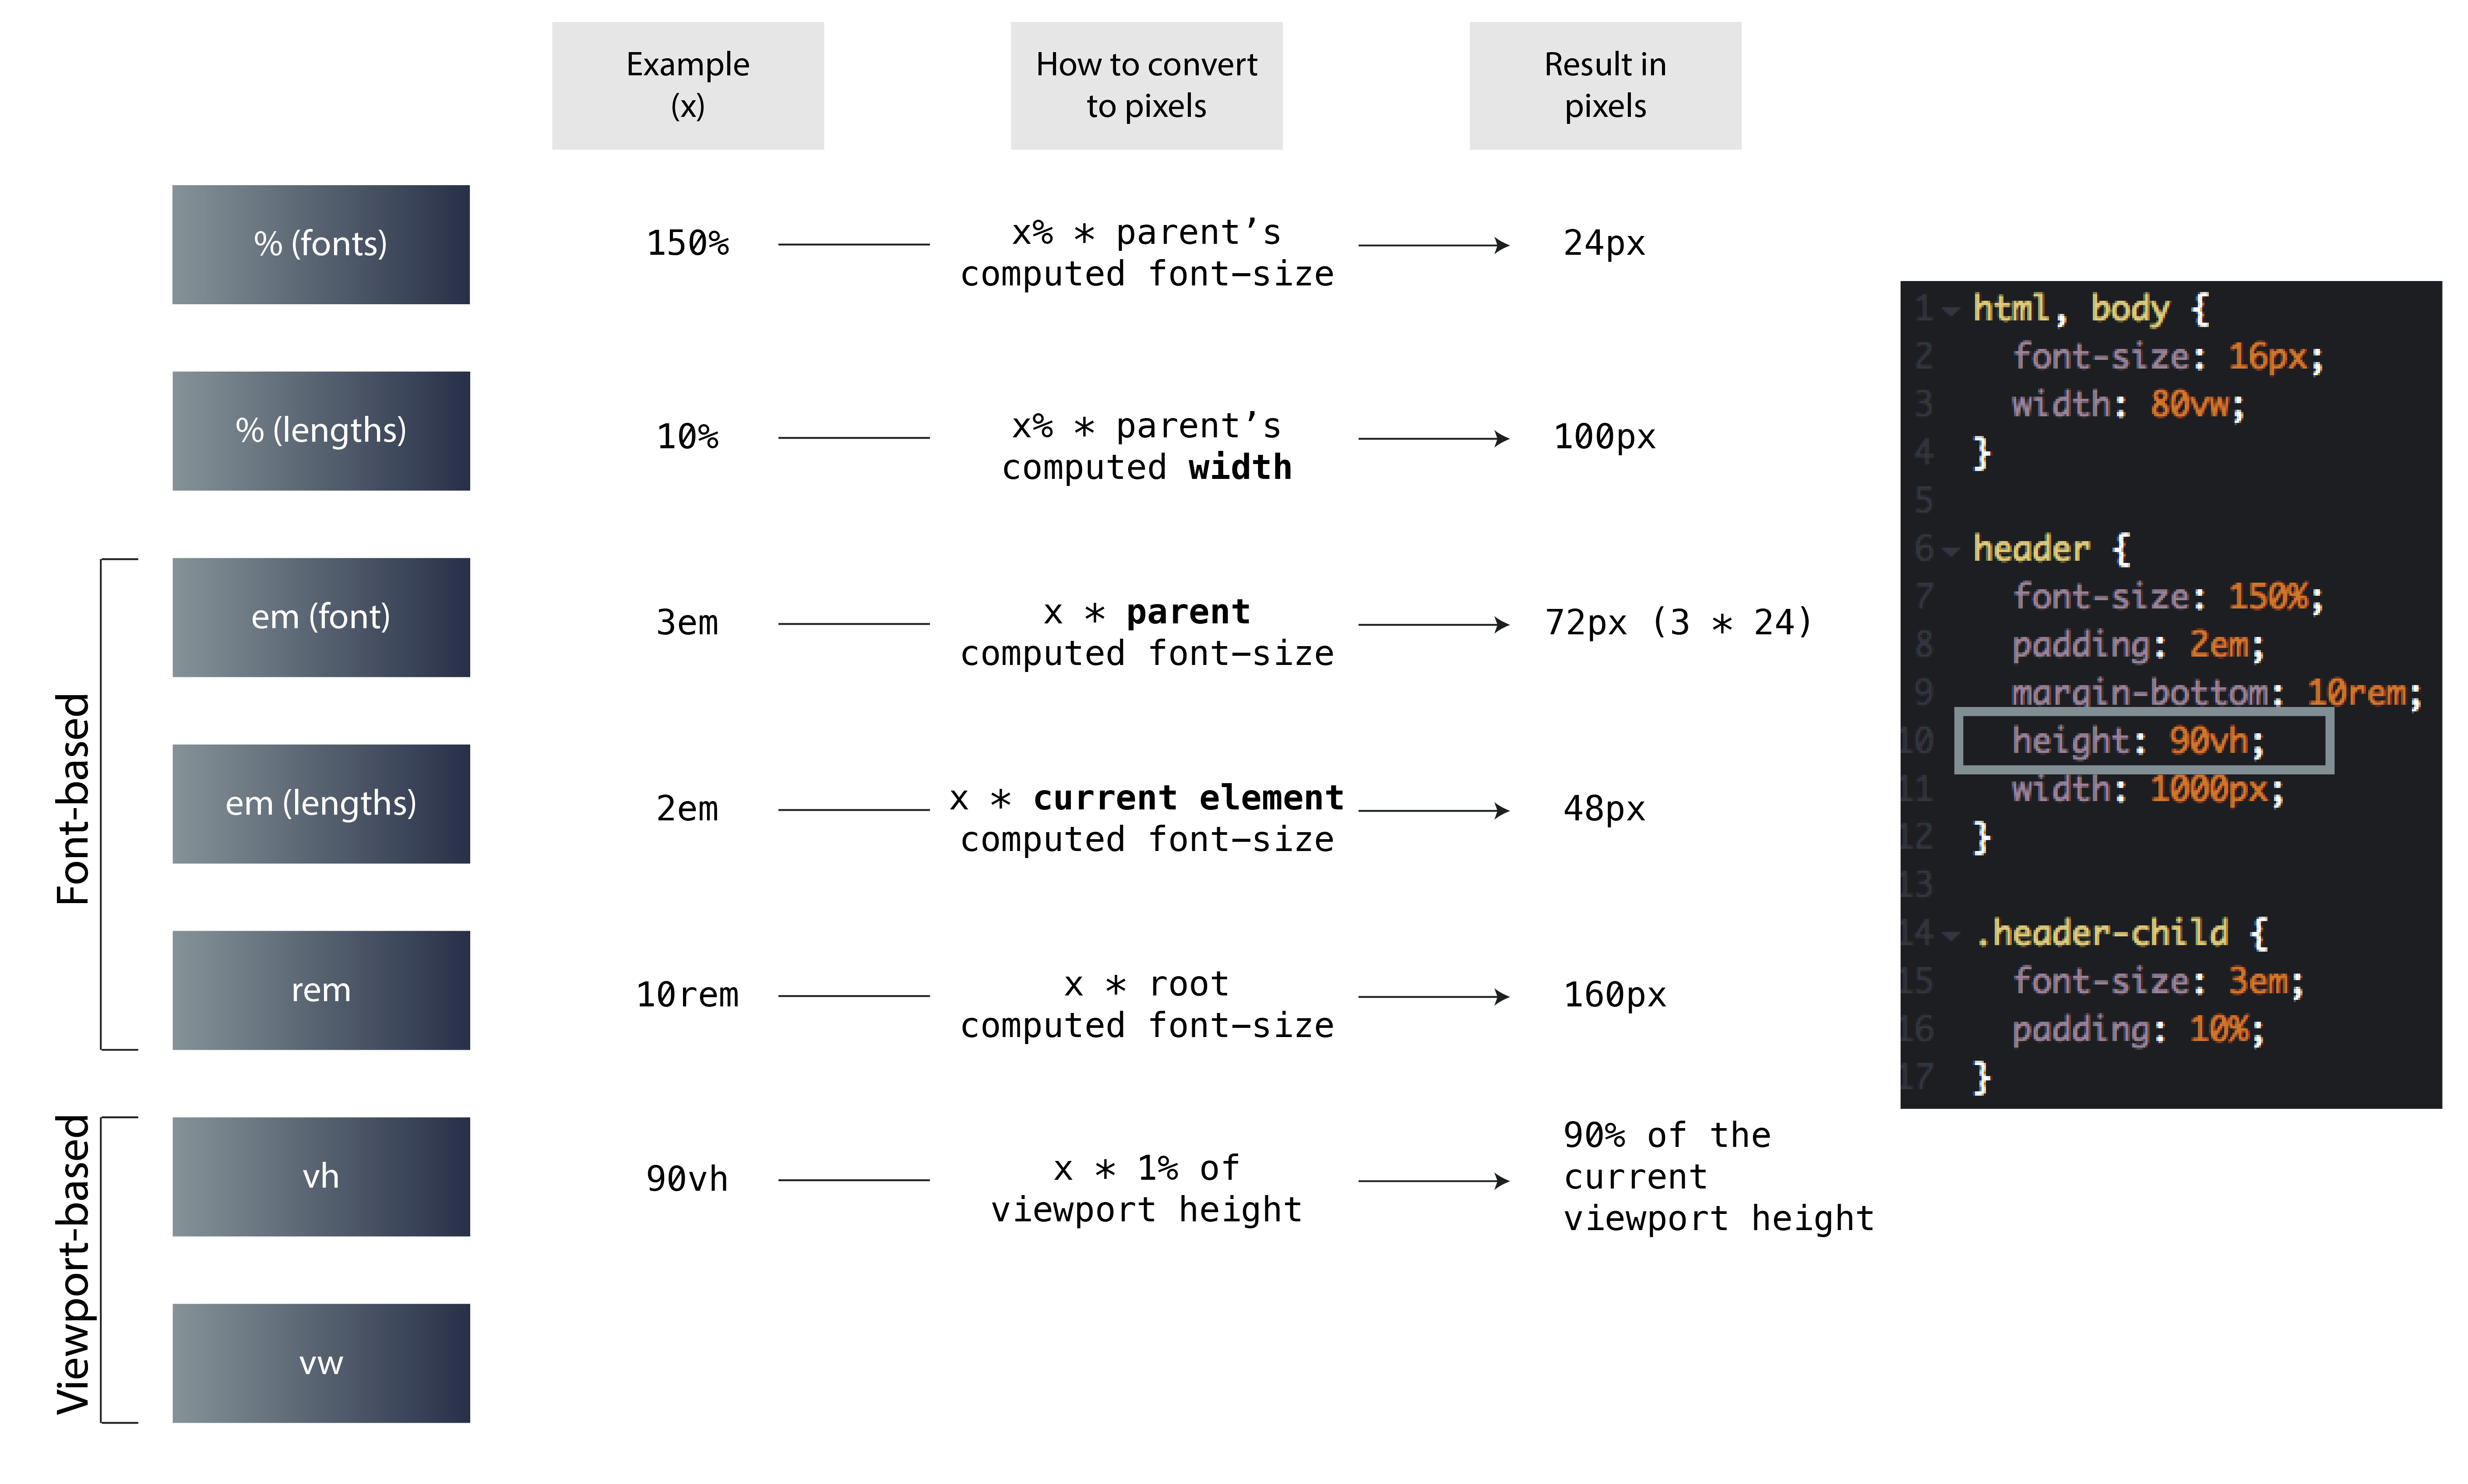 Example
(x)
How to convert
to pixels
Result in
pixels
% (fonts)
150%
x% * parent’s
computed font-size
24px
% (lengths)
10%
x% * parent’s
computed width
100px
Font-based
em (font)
3em
x * parent
computed font-size
72px (3 * 24)
em (lengths)
2em
x * current element
computed font-size
48px
rem
10rem
x * root
computed font-size
160px
Viewport-based
vh
90vh
x * 1% of
viewport height
90% of the
current
viewport height
vw
1 html, body {
2 font-size: 16px;
3 width: 80vw;
4 }
5
6 header {
7 font-size: 150%;
8 padding: 2em;
9 margin-bottom: 10rem;
10 height: 90vh;
11 width: 1000px;
12 }
13
14 .header-child {
15 font-size: 3em;
16 padding: 10%;
17 }